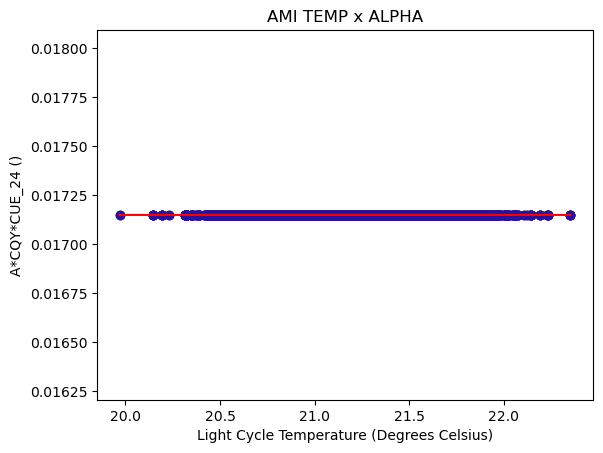 AMI TEMP x ALPHA
0.01800
0.01775
0.01750
0.01725
0.01700
0.01675
0.01650
0.01625
A*CQY*CUE_24 ()
20.0 20.5 21.0 21.5 22.0
Light Cycle Temperature (Degrees Celsius)